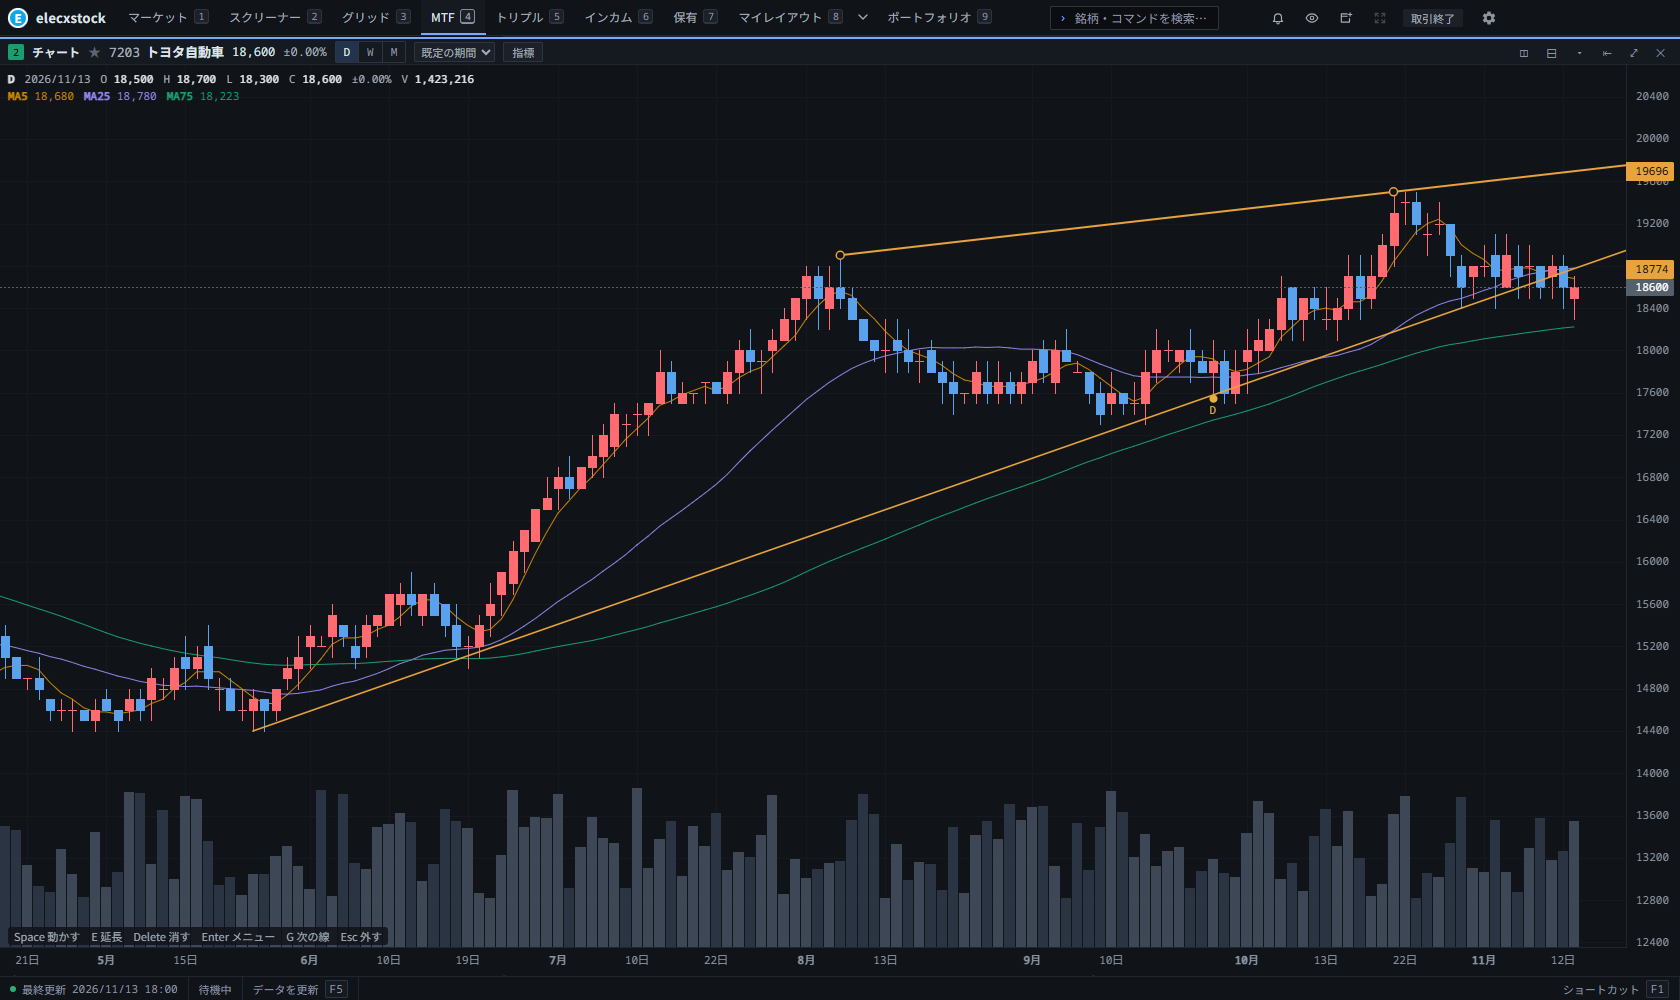 E elecxstock マーケット 1 スクリーナー 2 グリッド 3 MTF 4 トリプル 5 インカム 6 保有 7 マイレイアウト 8 ポートフォリオ 9 › 銘柄・コマンドを検索… 取引終了
2 チャート ★ 7203 トヨタ自動車 18,600 ±0.00% D W M 既定の期間 指標
D 2026/11/13 O 18,500 H 18,700 L 18,300 C 18,600 ±0.00% V 1,423,216
MA5 18,680 MA25 18,780 MA75 18,223
20400
20000
19696
19200
18774
18600
18400
18000
17600
D
17200
16800
16400
16000
15600
15200
14800
14400
14000
13600
13200
12800
12400
Space 動かす E 延長 Delete 消す Enter メニュー G 次の線 Esc 外す
21日 5月 15日 6月 10日 19日 7月 10日 22日 8月 13日 9月 10日 10月 13日 22日 11月 12日
最終更新 2026/11/13 18:00 待機中 データを更新 F5 ショートカット F1